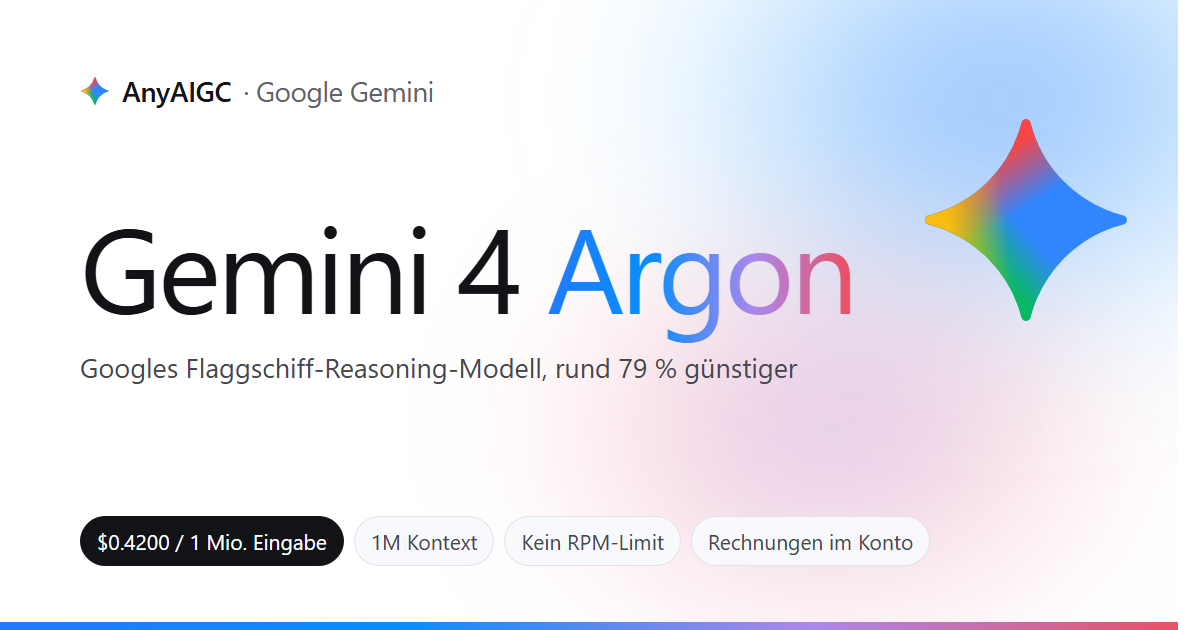 AnyAIGC · Google Gemini
Gemini 4 Argon
Googles Flaggschiff-Reasoning-Modell, rund 79 % günstiger
$0.4200 / 1 Mio. Eingabe
1M Kontext
Kein RPM-Limit
Rechnungen im Konto